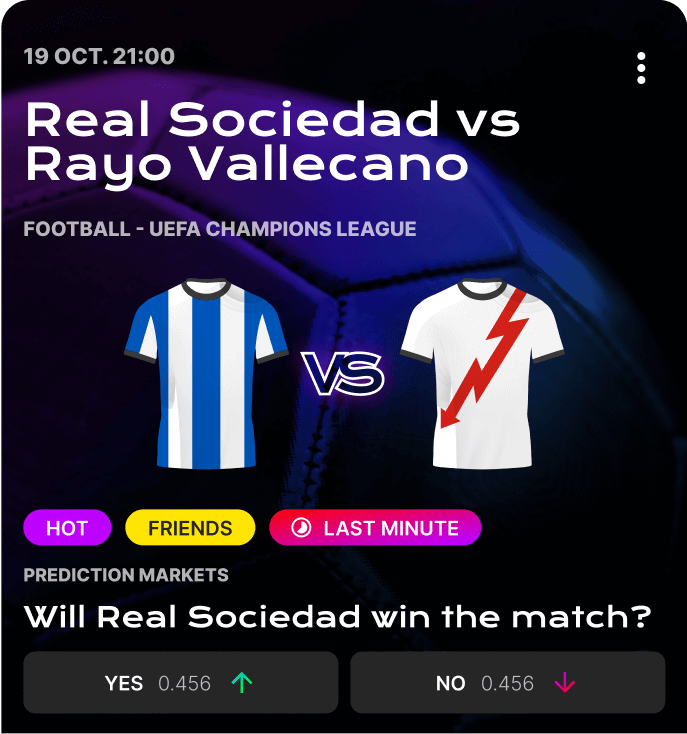 19 OCT. 21:00
Real Sociedad vs
Rayo Vallecano
FOOTBALL - UEFA CHAMPIONS LEAGUE
VS
HOT
FRIENDS
LAST MINUTE
PREDICTION MARKETS
Will Real Sociedad win the match?
YES 0.456
NO 0.456